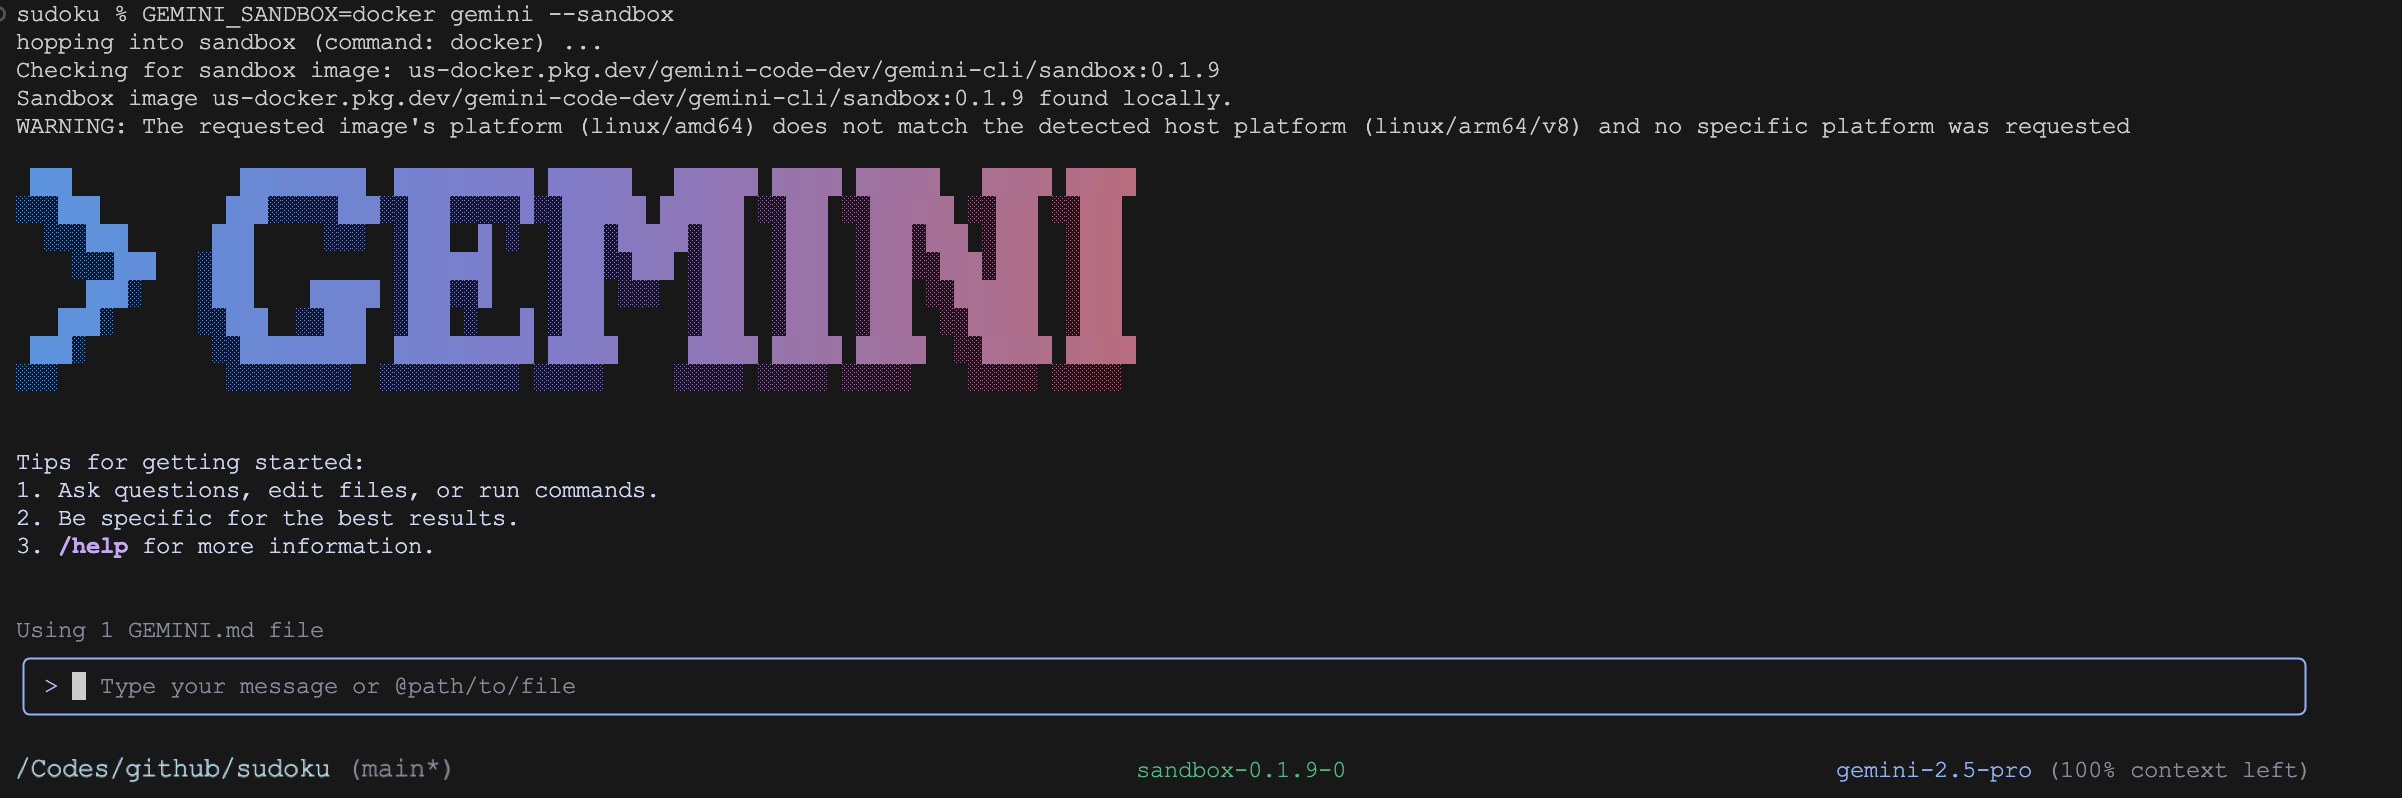 sudoku % GEMINI_SANDBOX=docker gemini --sandbox
hopping into sandbox (command: docker) ...
Checking for sandbox image: us-docker.pkg.dev/gemini-code-dev/gemini-cli/sandbox:0.1.9
Sandbox image us-docker.pkg.dev/gemini-code-dev/gemini-cli/sandbox:0.1.9 found locally.
WARNING: The requested image's platform (linux/amd64) does not match the detected host platform (linux/arm64/v8) and no specific platform was requested
> GEMINI
Tips for getting started:
1. Ask questions, edit files, or run commands.
2. Be specific for the best results.
3. /help for more information.
Using 1 GEMINI.md file
> Type your message or @path/to/file
/Codes/github/sudoku (main*) sandbox-0.1.9-0 gemini-2.5-pro (100% context left)